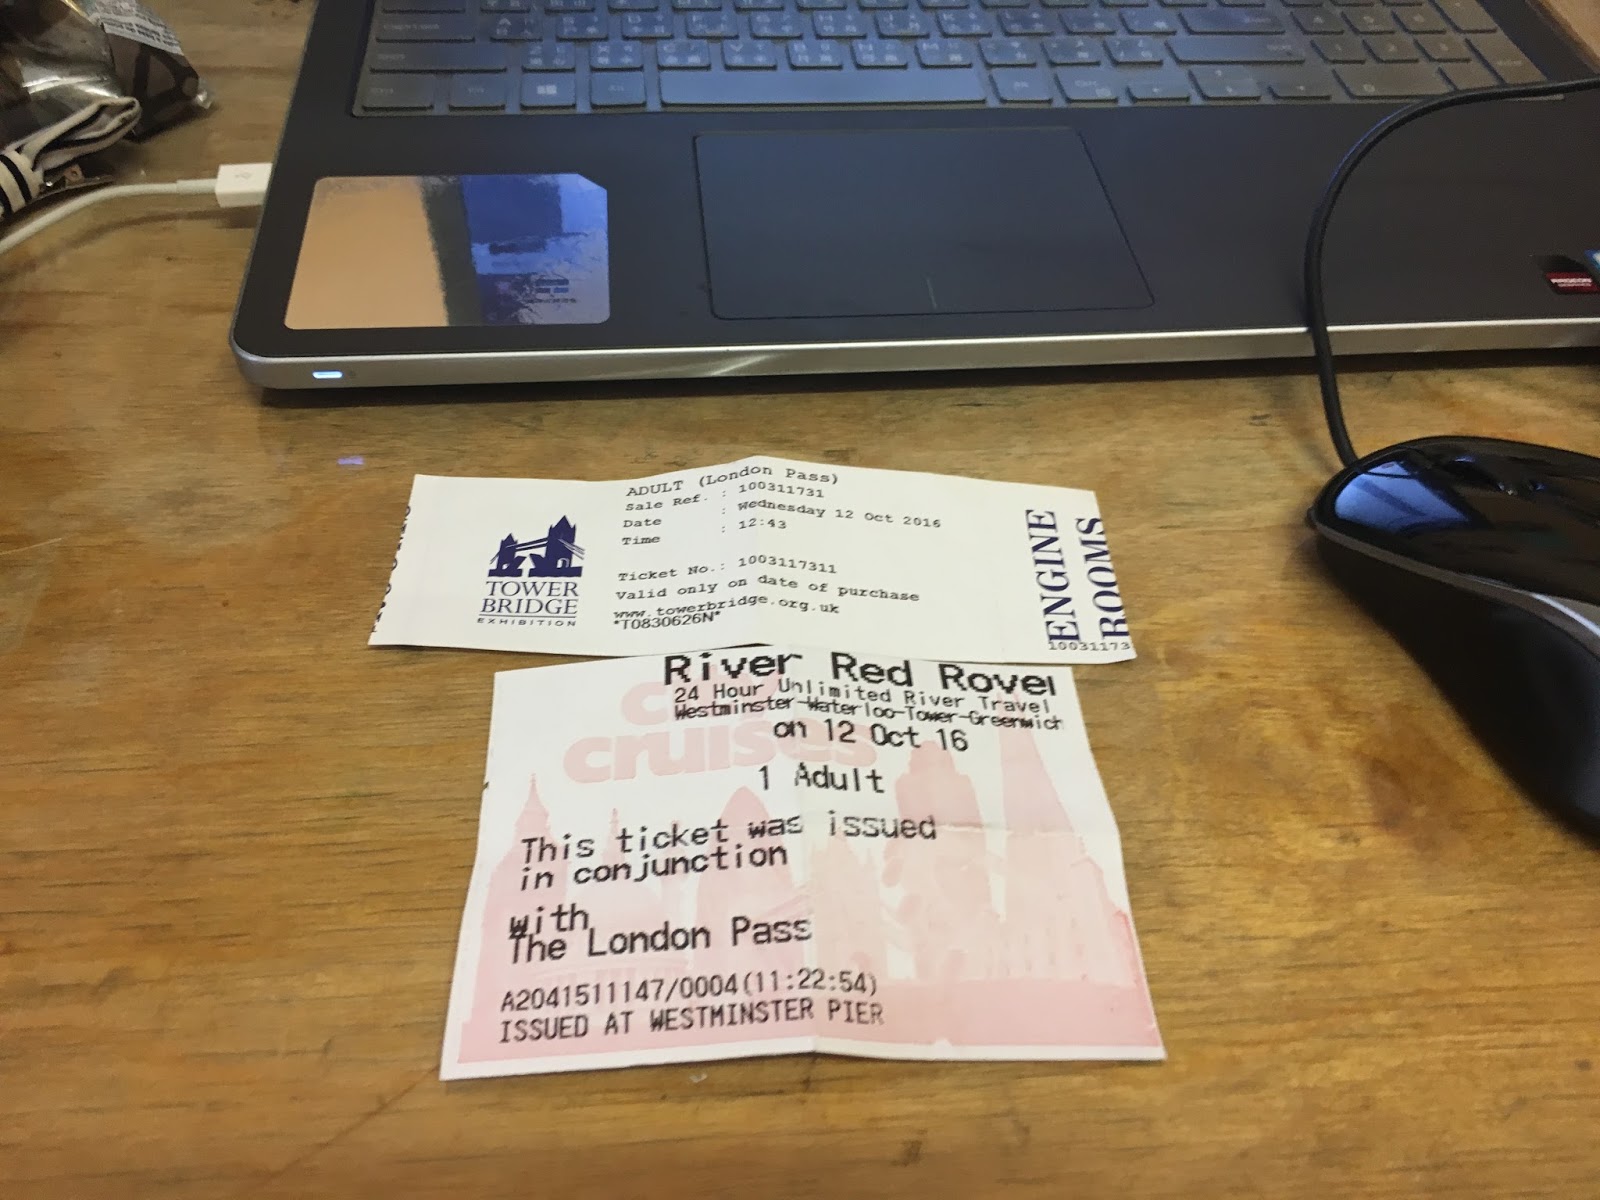 RADEON
GRAPHICS
TOWER
BRIDGE
EXHIBITION
ADULT (London Pass)
Sale Ref. : 100311731
Date : Wednesday 12 Oct 2016
Time : 12:43
Ticket No.: 1003117311
Valid only on date of purchase
www.towerbridge.org.uk
*T0830626N*
ENGINE
ROOMS
10031173
River Red Rover
24 Hour Unlimited River Travel
Westminster-Waterloo-Tower-Greenwich
on 12 Oct 16
cruises
1 Adult
This ticket was issued
in conjunction
with
The London Pass
A2041511147/0004(11:22:54)
ISSUED AT WESTMINSTER PIER